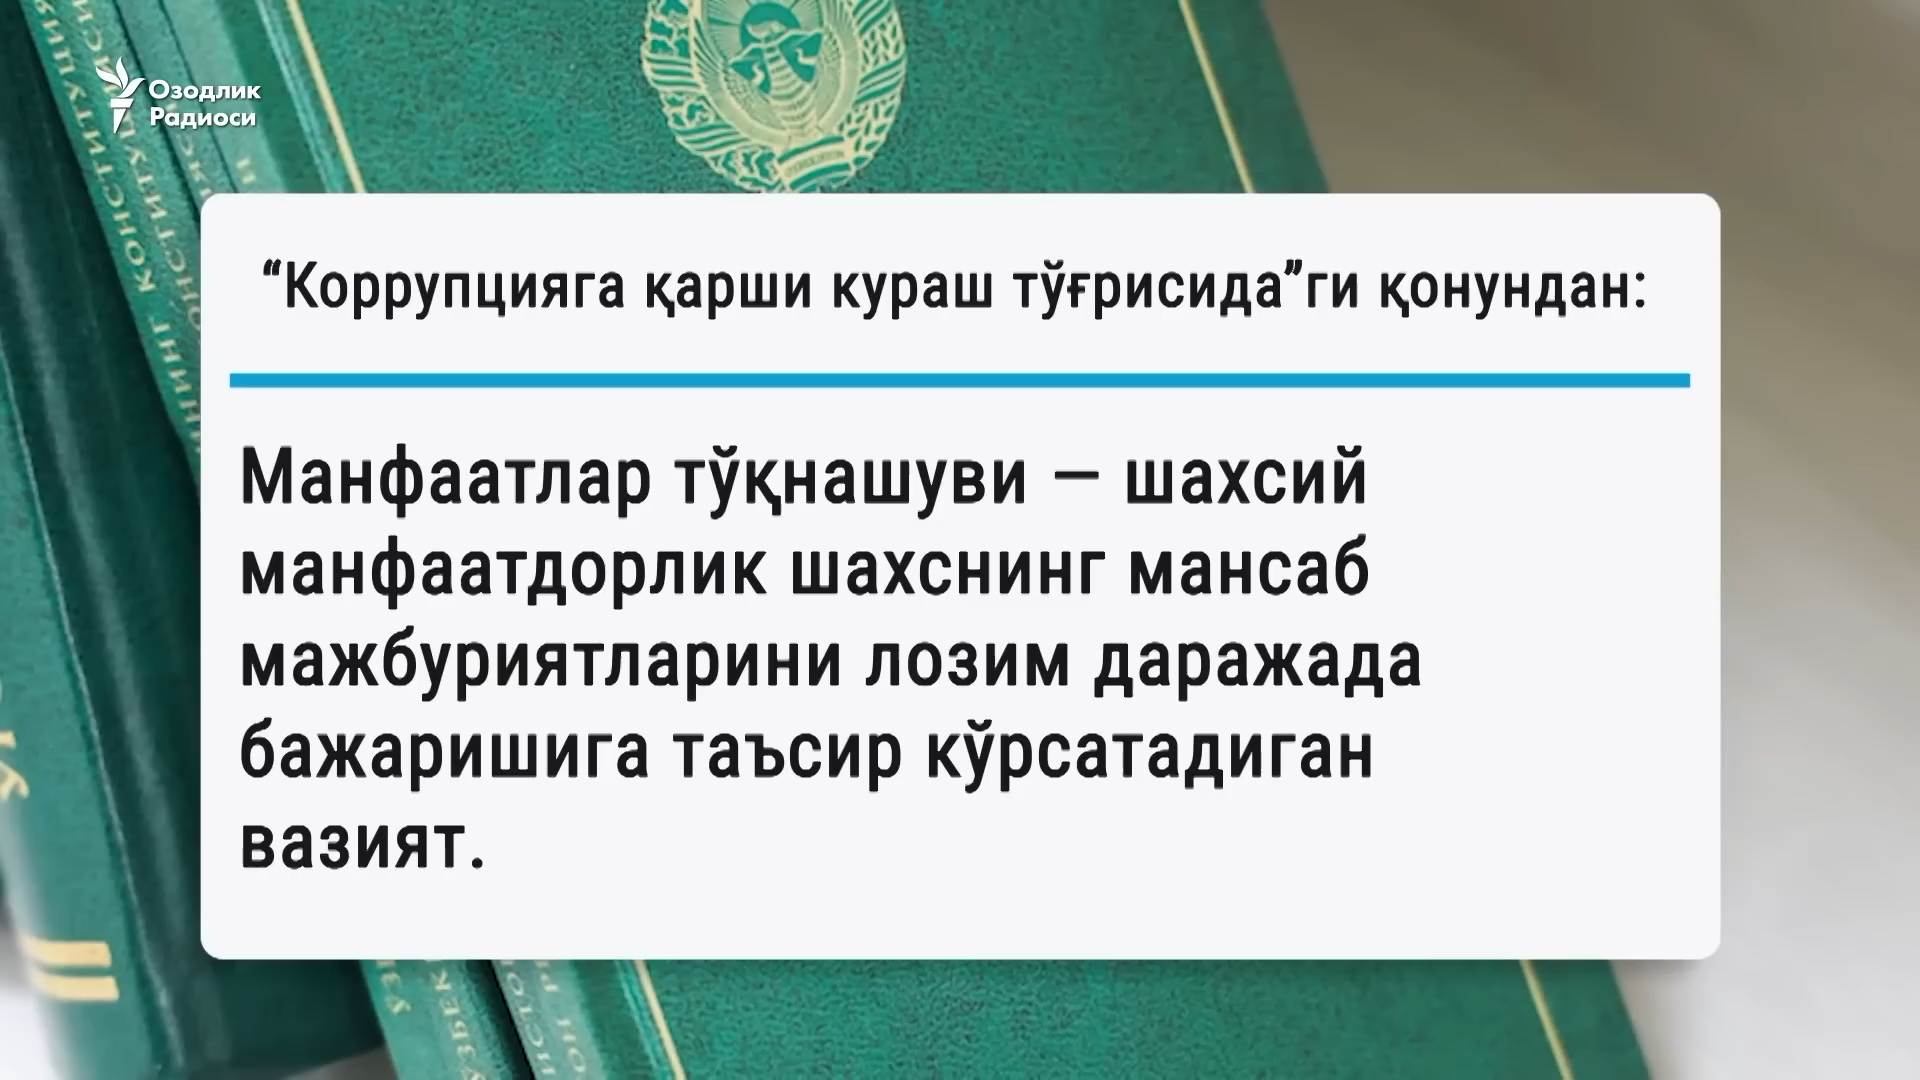 Озодлик
Радиоси
“Коррупцияга қарши кураш тўғрисида”ги қонундан:
Манфаатлар тўқнашуви — шахсий
манфаатдорлик шахснинг мансаб
мажбуриятларини лозим даражада
бажаришига таъсир кўрсатадиган
вазият.